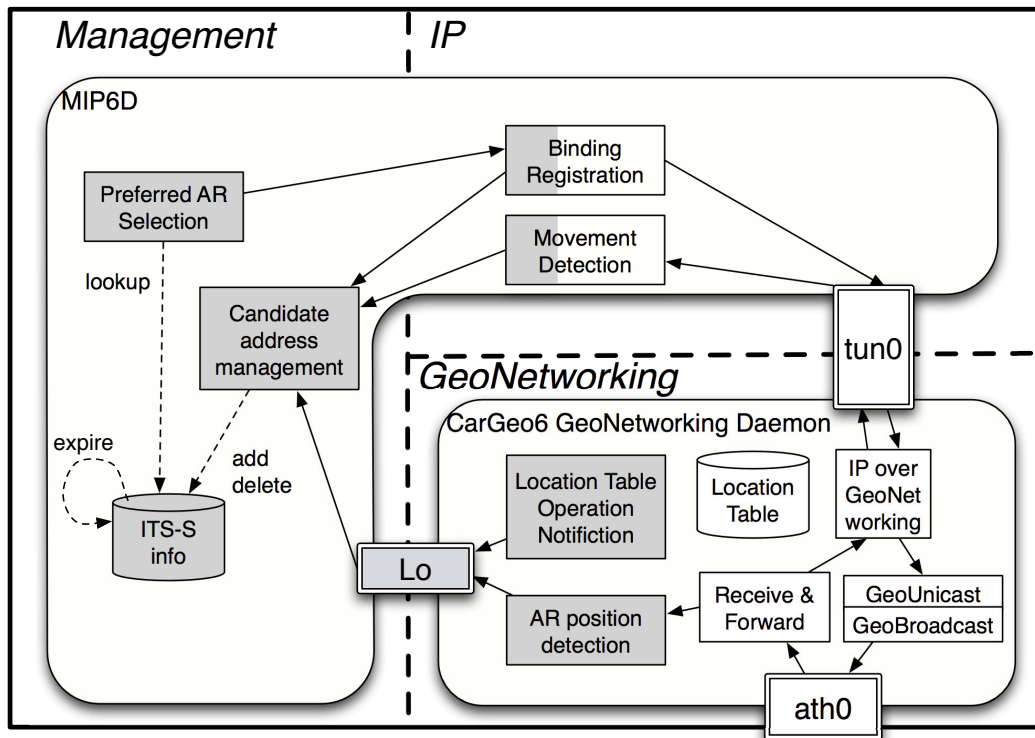 Management
IP
MIP6D
Binding
Registration
Preferred AR
Selection
Movement
Detection
lookup
Candidate
address
management
tun0
GeoNetworking
CarGeo6 GeoNetworking Daemon
expire
add
delete
Location Table
Operation
Notifiction
Location
Table
IP over
GeoNet
working
ITS-S
info
Lo
AR position
detection
Receive &
Forward
GeoUnicast
GeoBroadcast
ath0